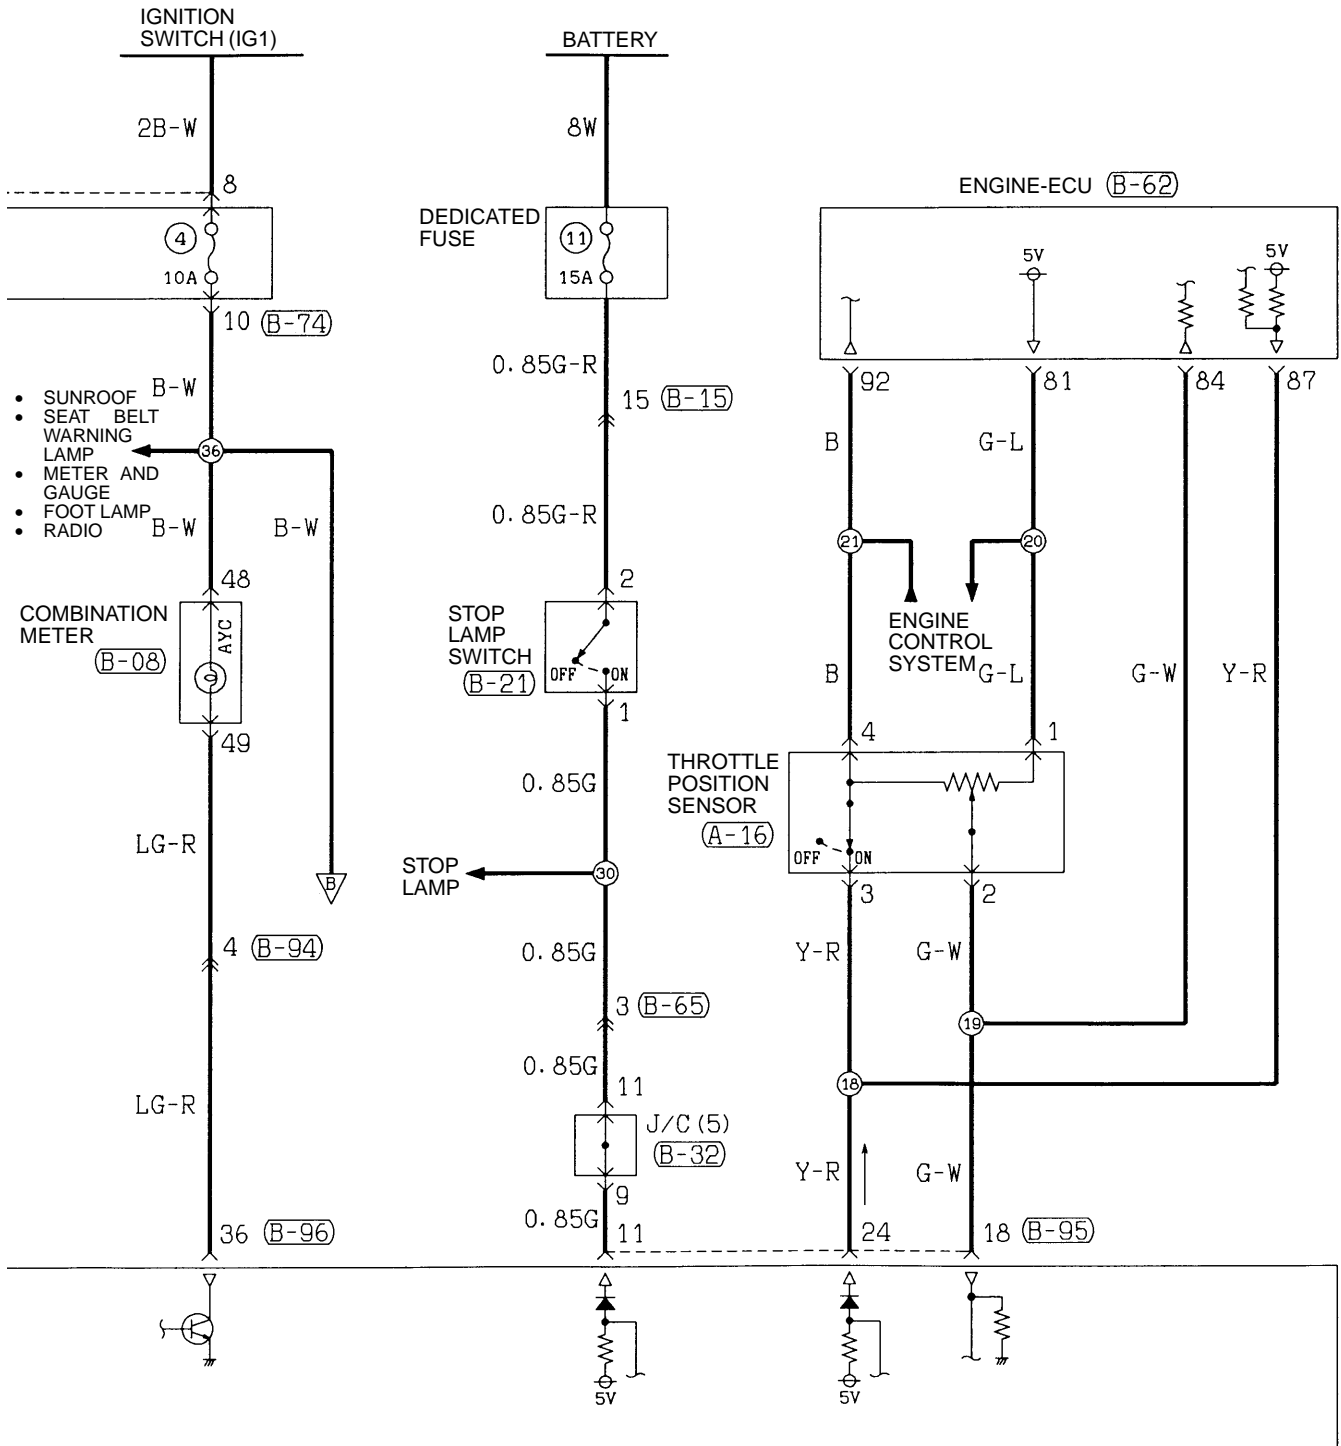 IGNITION
SWITCH (IG1)
BATTERY
2B-W
8W
8
ENGINE-ECU (B-62)
DEDICATED
FUSE
4
10A
11
15A
5V
5V
10 (B-74)
0.85G-R
92
81
84
87
B-W
15 (B-15)
• SUNROOF
• SEAT BELT
WARNING
LAMP
• METER AND
GAUGE
• FOOT LAMP
• RADIO
36
B
G-L
B-W
B-W
0.85G-R
21
20
48
2
COMBINATION
METER
(B-08)
AYC
STOP
LAMP
SWITCH
(B-21)
OFF
ON
ENGINE
CONTROL
SYSTEM
B
G-L
G-W
Y-R
49
1
4
1
0.85G
THROTTLE
POSITION
SENSOR
(A-16)
OFF
ON
LG-R
B
STOP
LAMP
30
3
2
4 (B-94)
0.85G
Y-R
G-W
3 (B-65)
19
0.85G
11
18
LG-R
J/C (5)
(B-32)
Y-R
G-W
9
0.85G
36 (B-96)
11
24
18 (B-95)
5V
5V